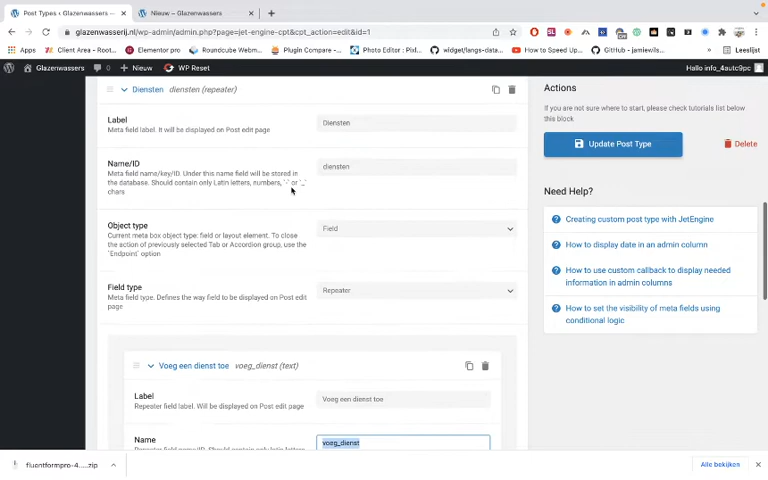 Post Types ‹ Glazenwassers
Nieuw – Glazenwassers
glazenwasserij.nl/wp-admin/admin.php?page=jet-engine-cpt&cpt_action=edit&id=1
Apps
Client Area - Root...
Elementor pro
Roundcube Webm...
Plugin Compare -...
Photo Editor : Pixl...
widget/langs-data...
How to Speed Up...
GitHub - jamiewils...
»
Leeslijst
Glazenwassers
0
Nieuw
WP Reset
Hallo info_4autc9pc
Diensten diensten (repeater)
Label
Meta field label. It will be displayed on Post edit page
Diensten
Name/ID
Meta field name/key/ID. Under this name field will be stored in
the database. Should contain only Latin letters, numbers, `-` or `_`
chars
diensten
Object type
Current meta box object type: field or layout element. To close
the action of previously selected Tab or Accordion group, use the
`Endpoint` option
Field
Field type
Meta field type. Defines the way field to be displayed on Post edit
page
Repeater
Voeg een dienst toe voeg_dienst (text)
Label
Repeater field label. Will be displayed on Post edit page
Voeg een dienst toe
Name
Repeater field name/ID. Should contain only latin letters
voeg_dienst
Actions
If you are not sure where to start, please check tutorials list below
this block
Update Post Type
Delete
Need Help?
Creating custom post type with JetEngine
How to display date in an admin column
How to use custom callback to display needed
information in admin columns
How to set the visibility of meta fields using
conditional logic
fluentformpro-4.....zip
Alle bekijken